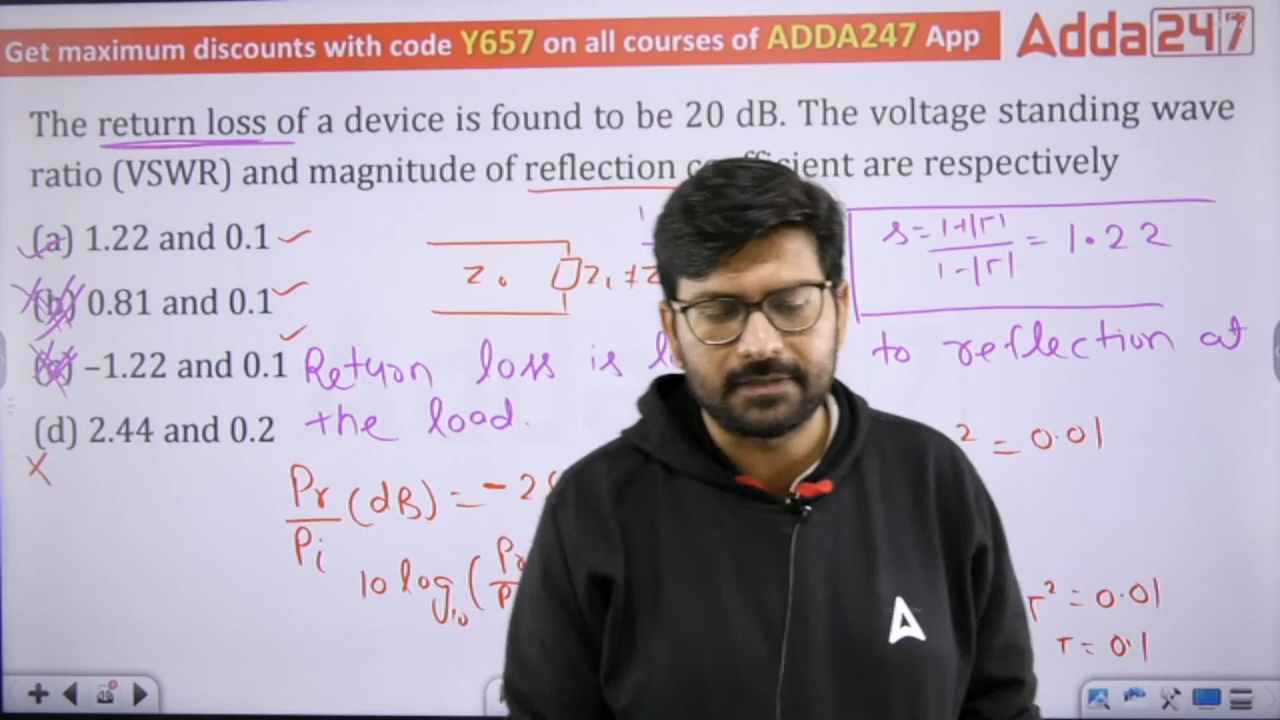 Get maximum discounts with code Y657 on all courses of ADDA247 App
Adda247
The return loss of a device is found to be 20 dB. The voltage standing wave
ratio (VSWR) and magnitude of reflection are respectively
(a) 1.22 and 0.1
(b) 0.81 and 0.1
−1.22 and 0.1
(d) 2.44 and 0.2
Z₀
S = 1+|Γ| / 1-|Γ| = 1.22
Return loss is to reflection at
the load.
Pr/Pi (dB) = -2
2 = 0.01
10 log₁₀ (
Γ² = 0.01
Γ = 0.1